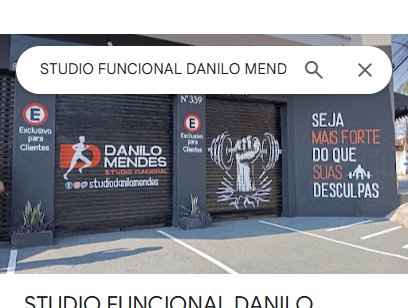 STUDIO FUNCIONAL DANILO MEND
Nº 339
E
Exclusivo
para
Clientes
DANILO
MENDES
STUDIO FUNCIONAL
@studiodanilomendes
E
Exclusivo
para
Clientes
SEJA
MAIS FORTE
DO QUE
SUAS
DESCULPAS
STUDIO FUNCIONAL DANILO